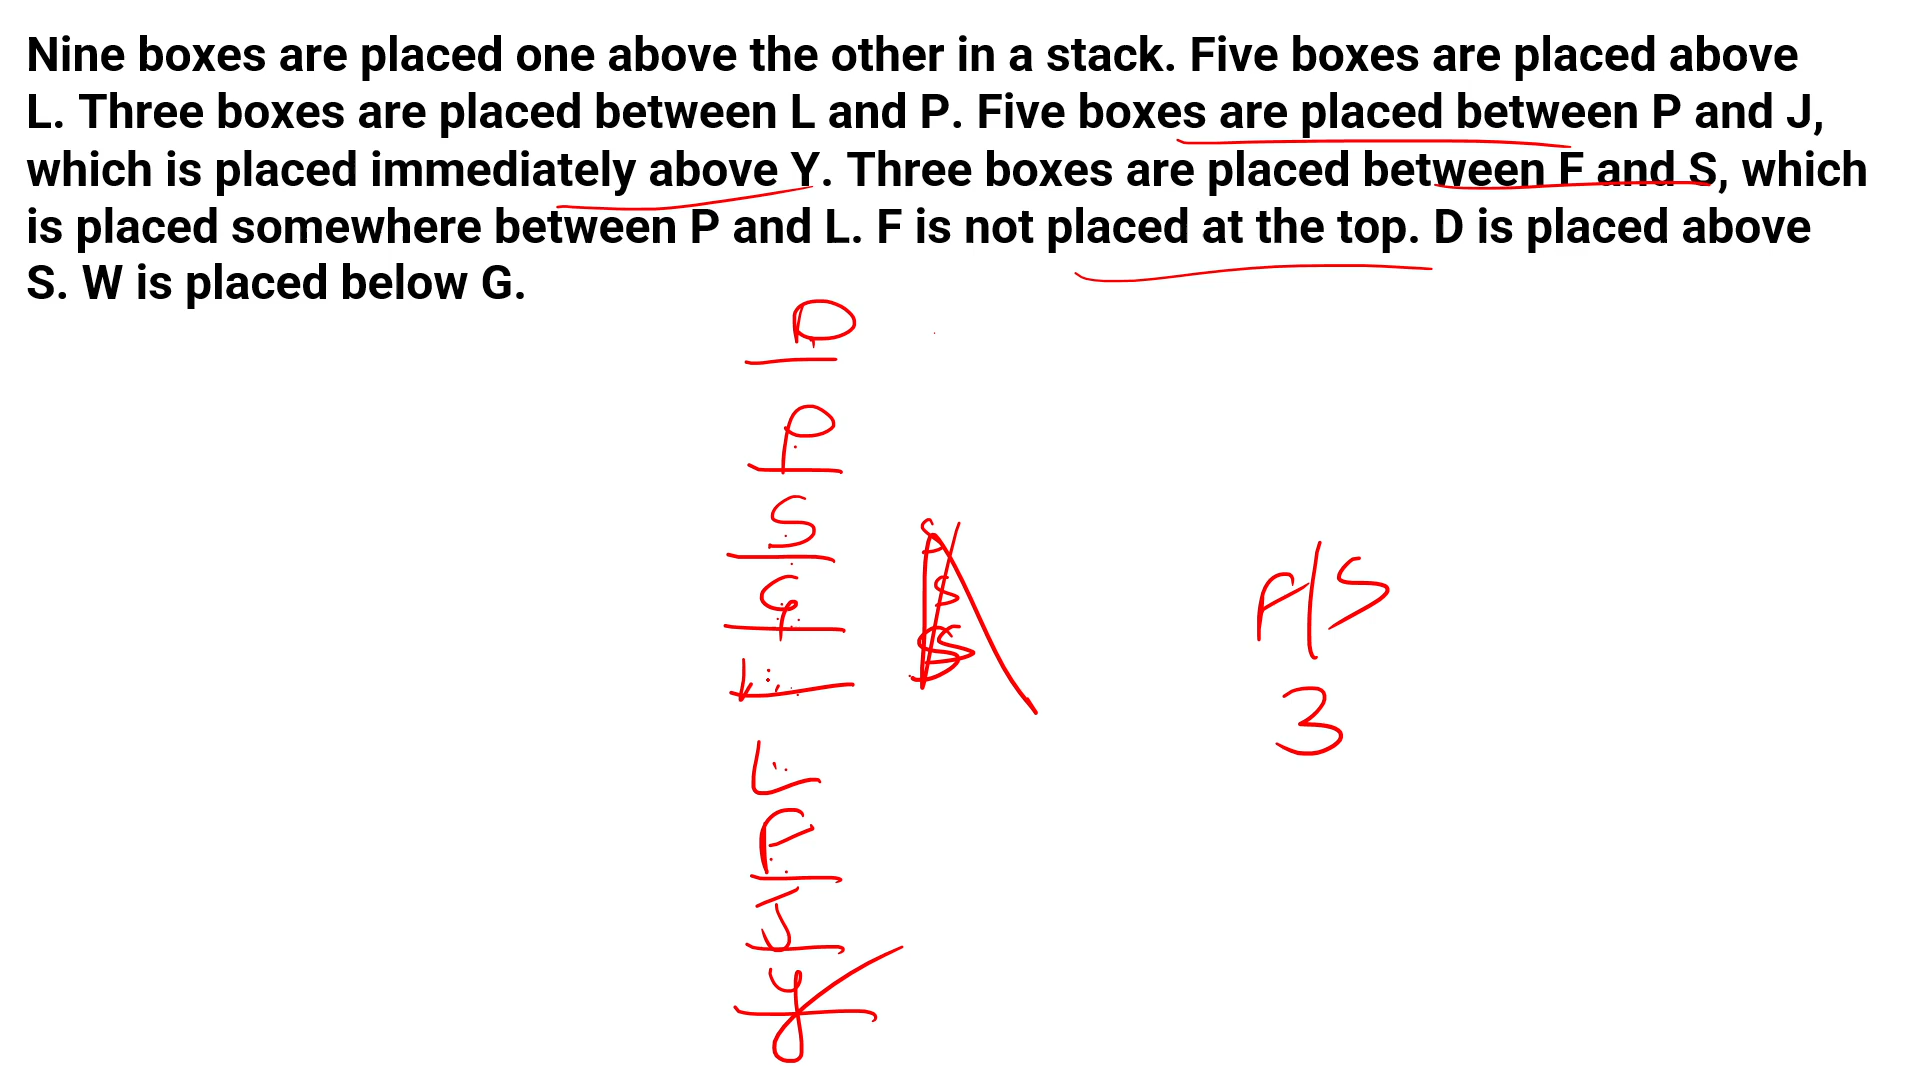 Nine boxes are placed one above the other in a stack. Five boxes are placed above
L. Three boxes are placed between L and P. Five boxes are placed between P and J,
which is placed immediately above Y. Three boxes are placed between F and S, which
is placed somewhere between P and L. F is not placed at the top. D is placed above
S. W is placed below G.
D
P
S
S
G
S
F/S
S
L
3
F
J
Y